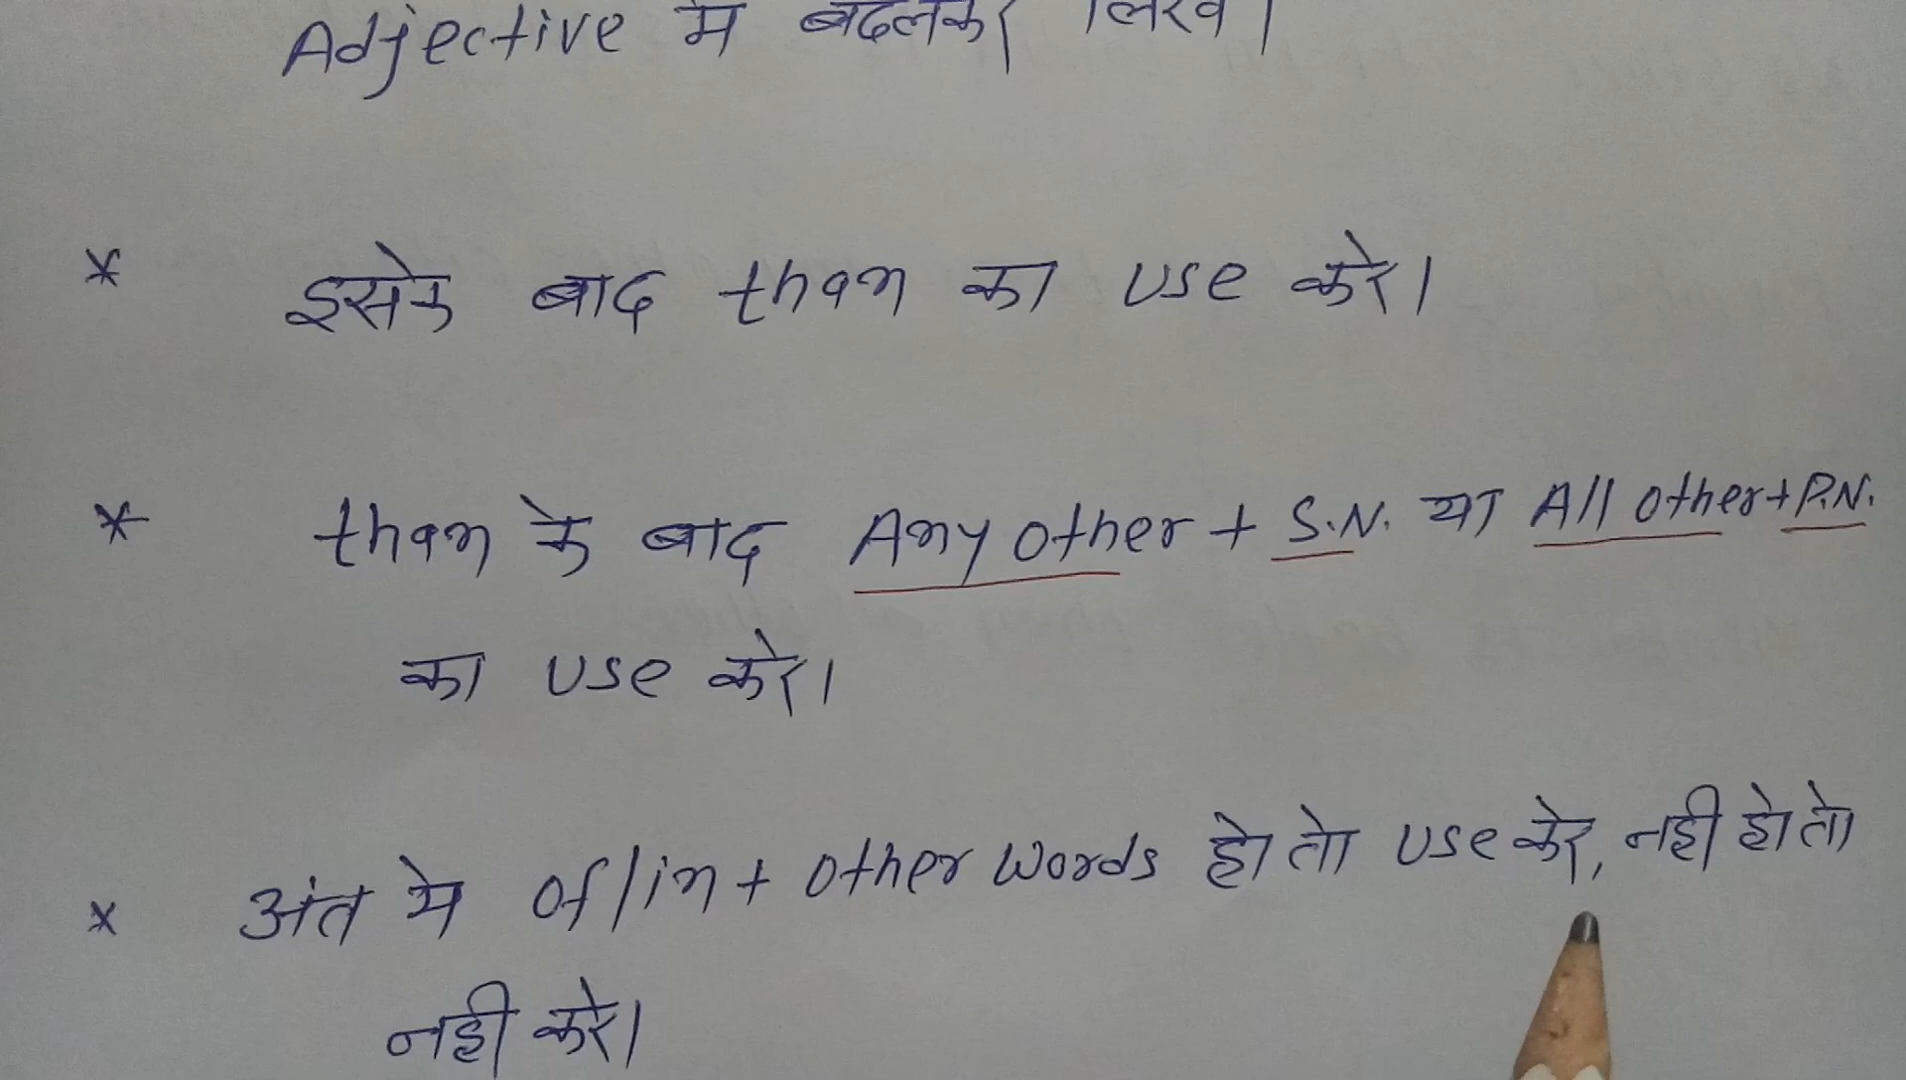 Adjective में बदलकर लिखे।
* इसके बाद than का use करे।
* than के बाद Any other + S.N. या All other + P.N.
का use करे।
* अंत मे of/in + other words हो तो use करे, नही हो तो
नही करे।